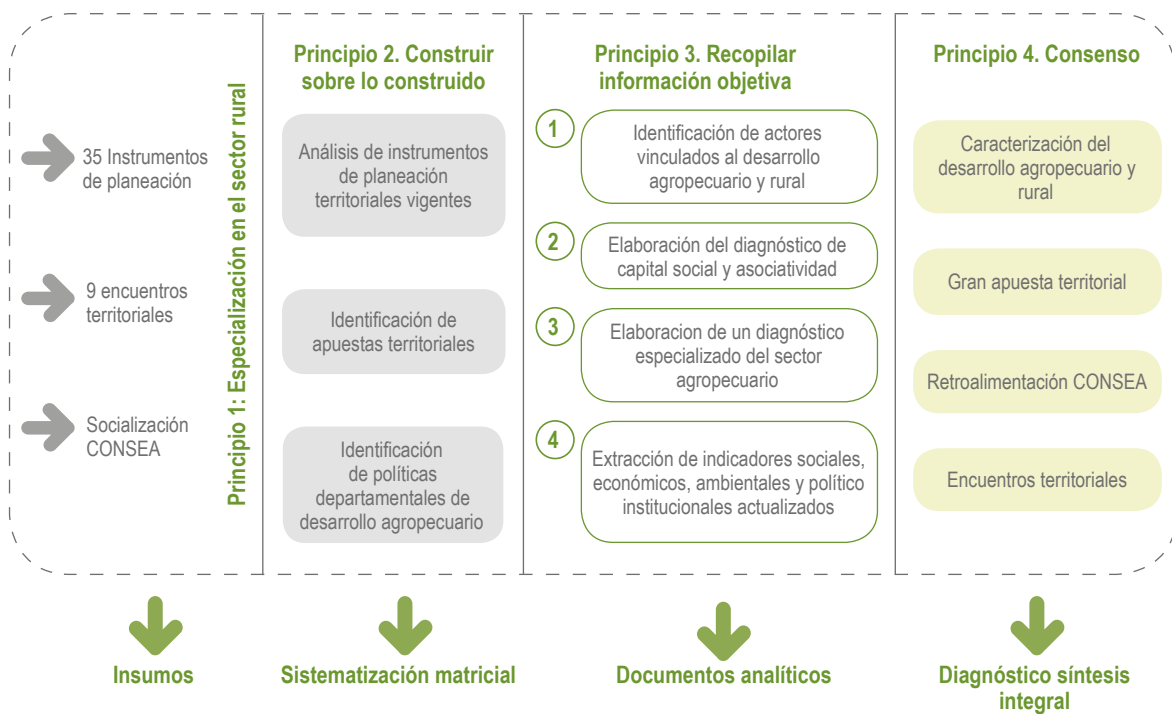 35 Instrumentos
de planeación
9 encuentros
territoriales
Socialización
CONSEA
Principio 1: Especialización en el sector rural
Principio 2. Construir
sobre lo construido
Análisis de instrumentos
de planeación
territoriales vigentes
Identificación de
apuestas territoriales
Identificación
de políticas
departamentales de
desarrollo agropecuario
Principio 3. Recopilar
información objetiva
1
Identificación de actores
vinculados al desarrollo
agropecuario y rural
2
Elaboración del diagnóstico de
capital social y asociatividad
3
Elaboracion de un diagnóstico
especializado del sector
agropecuario
4
Extracción de indicadores sociales,
económicos, ambientales y político
institucionales actualizados
Principio 4. Consenso
Caracterización del
desarrollo agropecuario y
rural
Gran apuesta territorial
Retroalimentación CONSEA
Encuentros territoriales
Insumos
Sistematización matricial
Documentos analíticos
Diagnóstico síntesis
integral